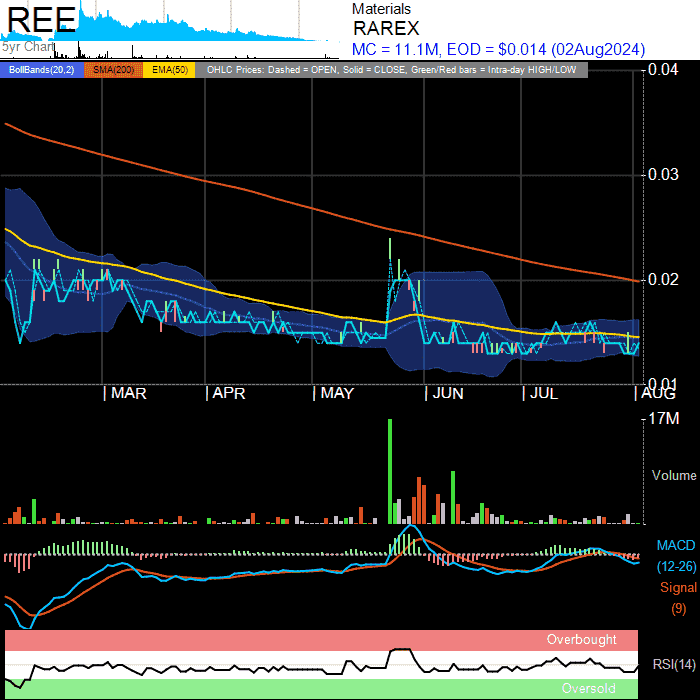 REE
5yr Chart
Materials
RAREX
MC = 11.1M, EOD = $0.014 (02Aug2024)
BollBands(20,2) SMA(200) EMA(50) OHLC Prices: Dashed = OPEN, Solid = CLOSE, Green/Red bars = Intra-day HIGH/LOW
0.04
0.03
0.02
0.01
MAR APR MAY JUN JUL AUG
17M
Volume
MACD
(12-26)
Signal
(9)
Overbought
RSI(14)
Oversold